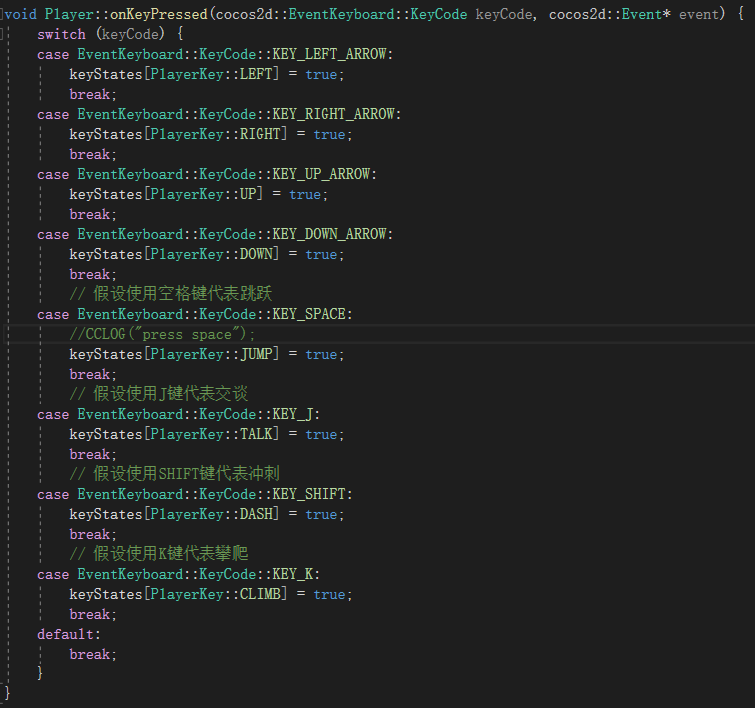 void Player::onKeyPressed(cocos2d::EventKeyboard::KeyCode keyCode, cocos2d::Event* event) {
    switch (keyCode) {
    case EventKeyboard::KeyCode::KEY_LEFT_ARROW:
        keyStates[PlayerKey::LEFT] = true;
        break;
    case EventKeyboard::KeyCode::KEY_RIGHT_ARROW:
        keyStates[PlayerKey::RIGHT] = true;
        break;
    case EventKeyboard::KeyCode::KEY_UP_ARROW:
        keyStates[PlayerKey::UP] = true;
        break;
    case EventKeyboard::KeyCode::KEY_DOWN_ARROW:
        keyStates[PlayerKey::DOWN] = true;
        break;
        // 假设使用空格键代表跳跃
    case EventKeyboard::KeyCode::KEY_SPACE:
        //CCLOG("press space");
        keyStates[PlayerKey::JUMP] = true;
        break;
        // 假设使用J键代表交谈
    case EventKeyboard::KeyCode::KEY_J:
        keyStates[PlayerKey::TALK] = true;
        break;
        // 假设使用SHIFT键代表冲刺
    case EventKeyboard::KeyCode::KEY_SHIFT:
        keyStates[PlayerKey::DASH] = true;
        break;
        // 假设使用K键代表攀爬
    case EventKeyboard::KeyCode::KEY_K:
        keyStates[PlayerKey::CLIMB] = true;
        break;
    default:
        break;
    }
}